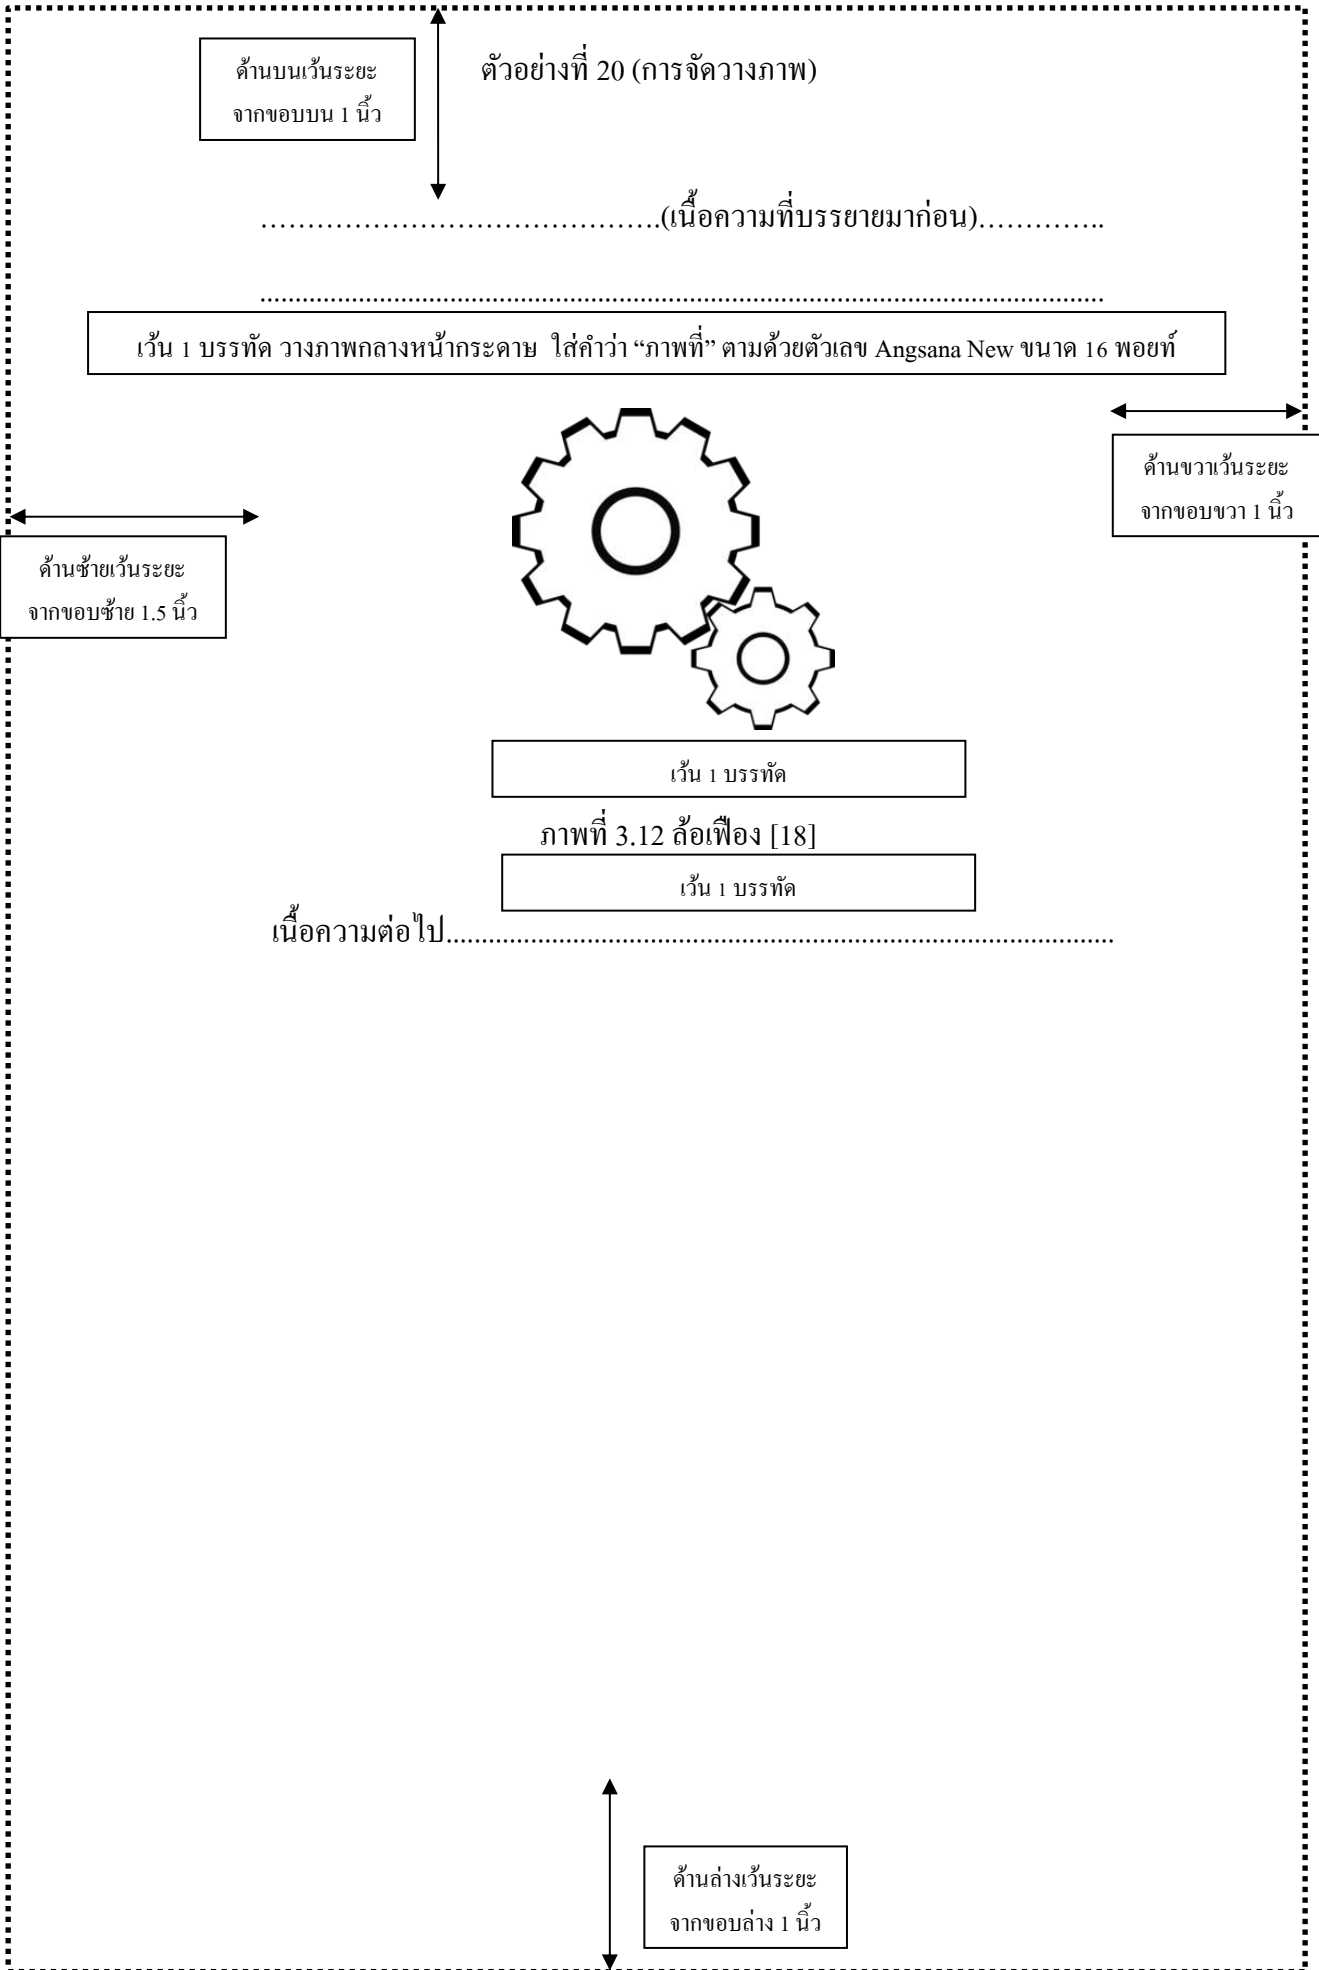 ด้านบนเว้นระยะ
จากขอบบน 1 นิ้ว
ตัวอย่างที่ 20 (การจัดวางภาพ)
…………………………………….(เนื้อความที่บรรยายมาก่อน)…………..
........................................................................................................................
เว้น 1 บรรทัด วางภาพกลางหน้ากระดาษ ใส่คำว่า “ภาพที่” ตามด้วยตัวเลข Angsana New ขนาด 16 พอยท์
ด้านขวาเว้นระยะ
จากขอบขวา 1 นิ้ว
ด้านซ้ายเว้นระยะ
จากขอบซ้าย 1.5 นิ้ว
เว้น 1 บรรทัด
ภาพที่ 3.12 ล้อเฟือง [18]
เว้น 1 บรรทัด
เนื้อความต่อไป...............................................................................................
ด้านล่างเว้นระยะ
จากขอบล่าง 1 นิ้ว